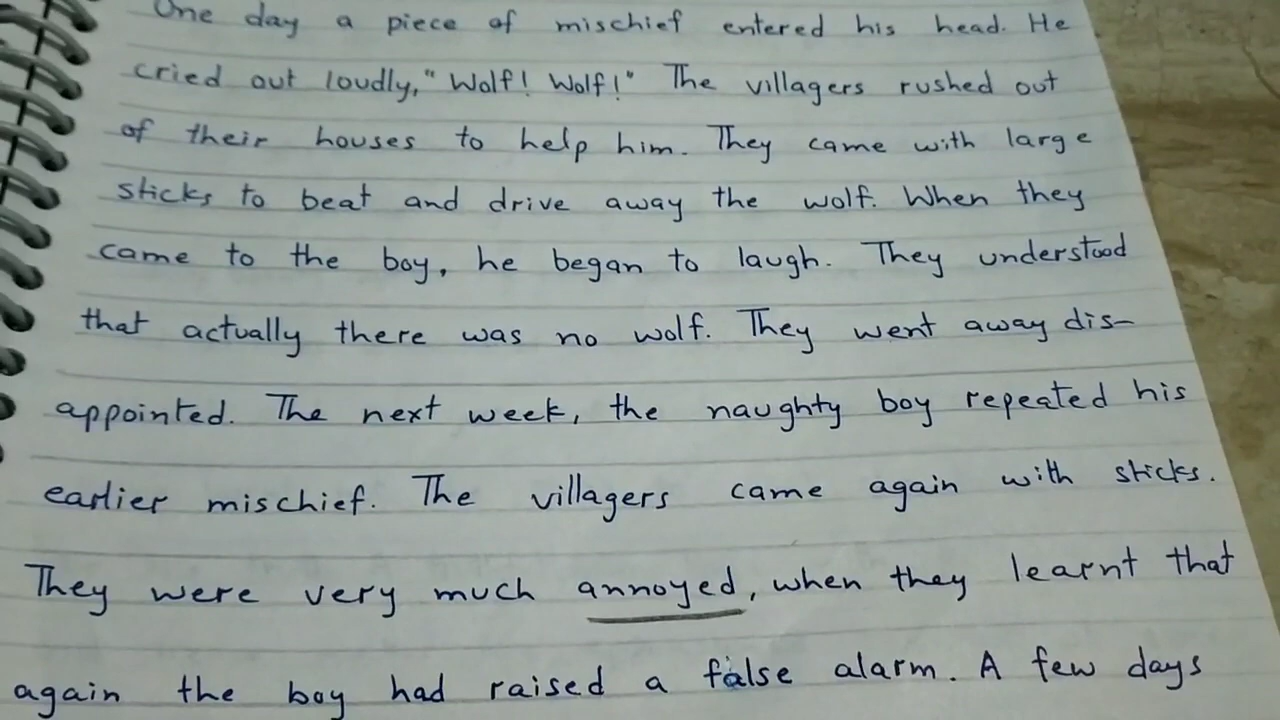 One day a piece of mischief entered his head. He
cried out loudly, "Wolf! Wolf!" The villagers rushed out
of their houses to help him. They came with large
sticks to beat and drive away the wolf. When they
came to the boy, he began to laugh. They understood
that actually there was no wolf. They went away dis-
appointed. The next week, the naughty boy repeated his
earlier mischief. The villagers came again with sticks.
They were very much annoyed, when they learnt that
again the boy had raised a false alarm. A few days